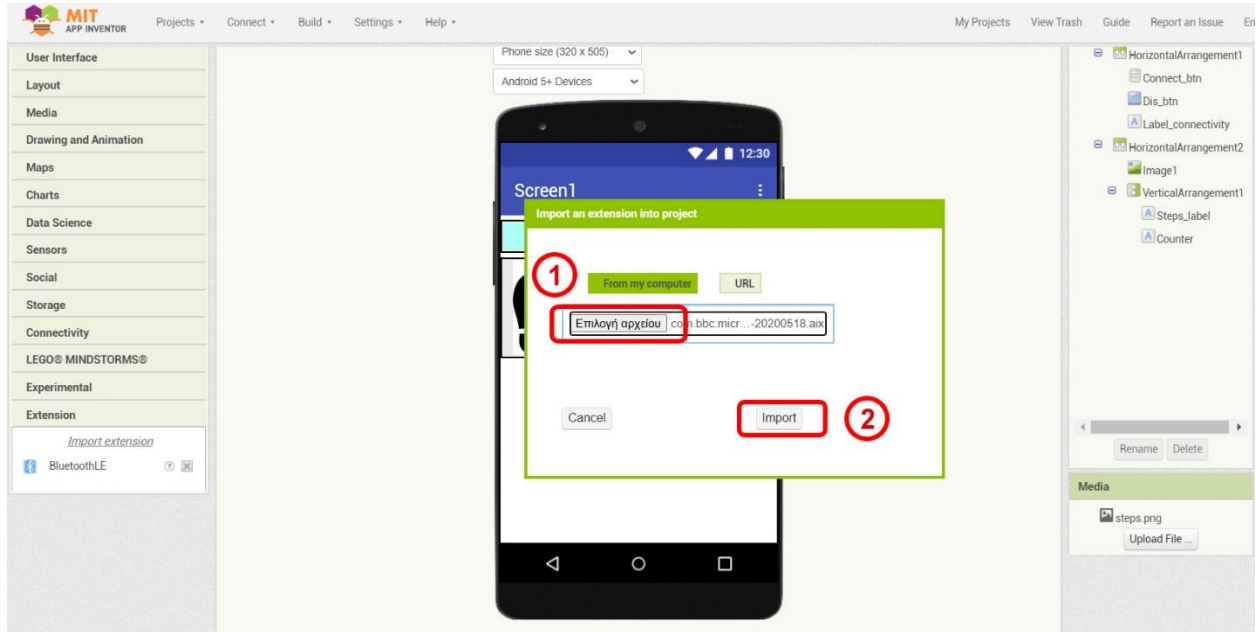 MIT
APP INVENTOR
Projects
Connect
Build
Settings
Help
My Projects
View Trash
Guide
Report an Issue
En
User Interface
Layout
Media
Drawing and Animation
Maps
Charts
Data Science
Sensors
Social
Storage
Connectivity
LEGO® MINDSTORMS®
Experimental
Extension
Import extension
BluetoothLE
?
Phone size (320 x 505)
Android 5+ Devices
12:30
Screen1
Import an extension into project
1
From my computer
URL
Επιλογή αρχείου com.bbc.micr...-20200518.aix
Cancel
Import
2
HorizontalArrangement1
Connect_btn
Dis_btn
Label_connectivity
HorizontalArrangement2
Image1
VerticalArrangement1
Steps_label
Counter
Rename
Delete
Media
steps.png
Upload File ...